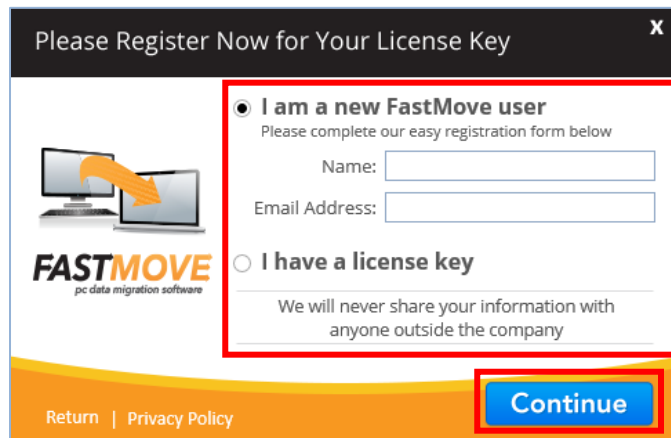 Please Register Now for Your License Key
X
I am a new FastMove user
Please complete our easy registration form below
Name:
Email Address:
FASTMOVE
pc data migration software
I have a license key
We will never share your information with
anyone outside the company
Return | Privacy Policy
Continue